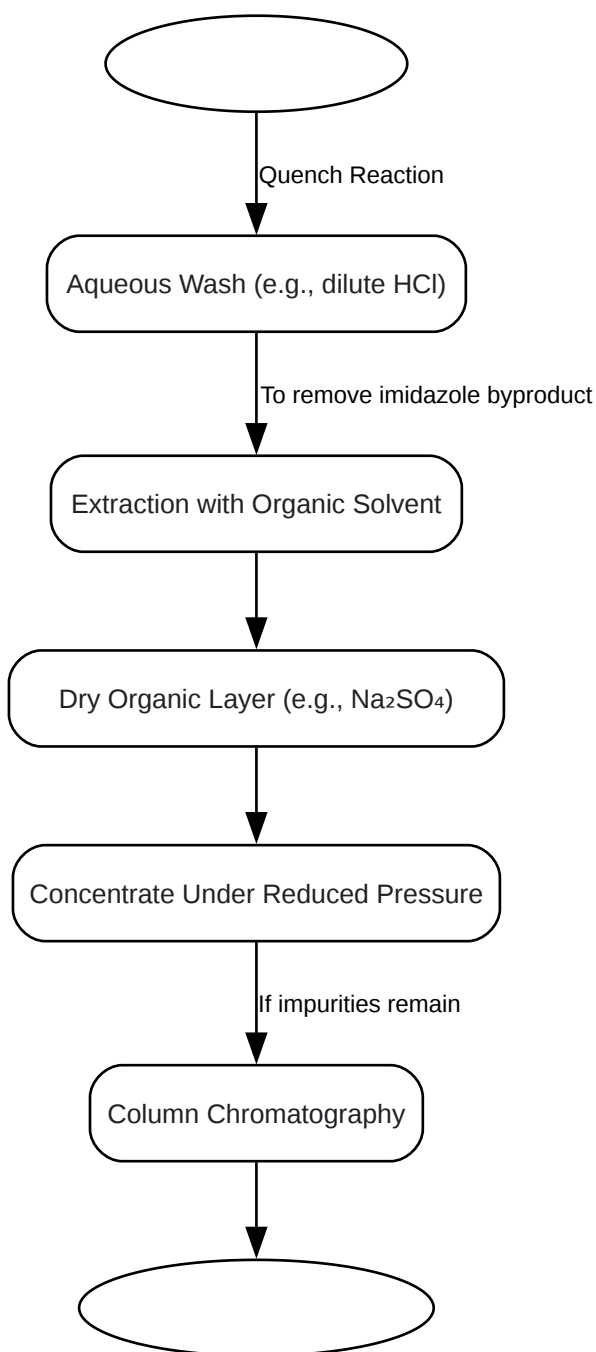 Quench Reaction
Aqueous Wash (e.g., dilute HCl)
To remove imidazole byproduct
Extraction with Organic Solvent
Dry Organic Layer (e.g., Na₂SO₄)
Concentrate Under Reduced Pressure
If impurities remain
Column Chromatography